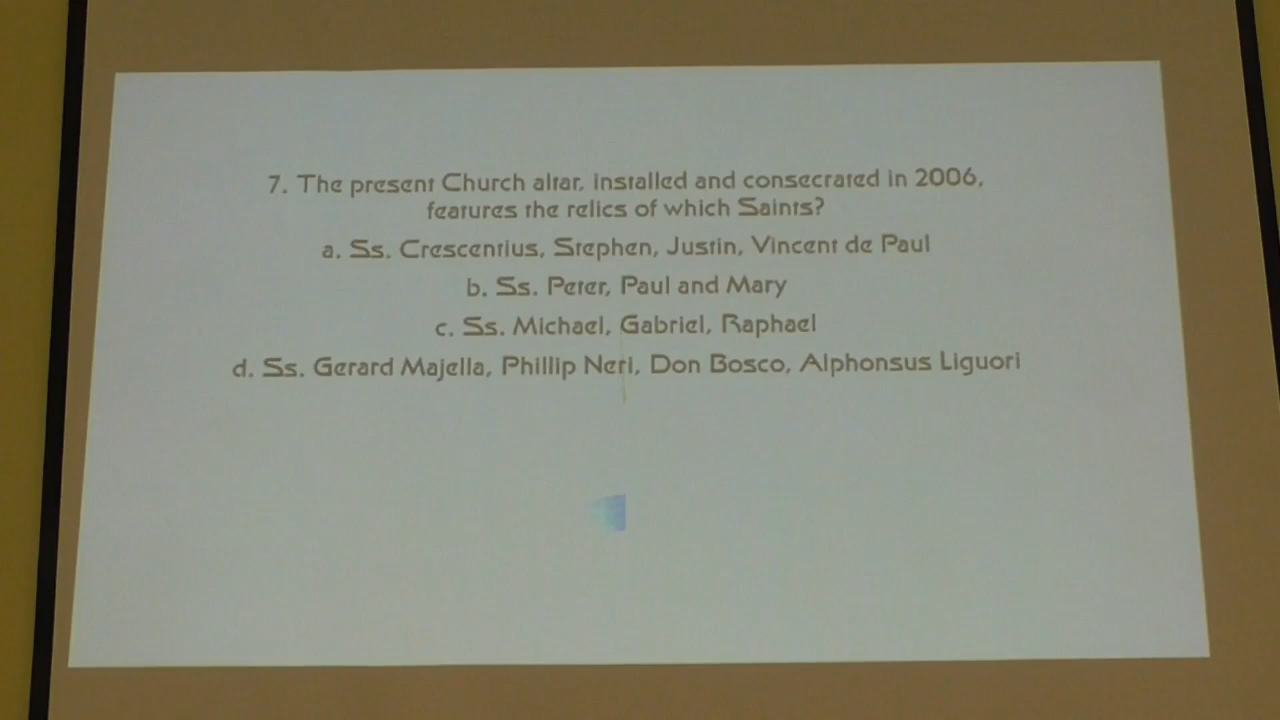 7. The present Church altar, installed and consecrated in 2006,
features the relics of which Saints?
a. Ss. Crescentius, Stephen, Justin, Vincent de Paul
b. Ss. Peter, Paul and Mary
c. Ss. Michael, Gabriel, Raphael
d. Ss. Gerard Majella, Phillip Neri, Don Bosco, Alphonsus Liguori